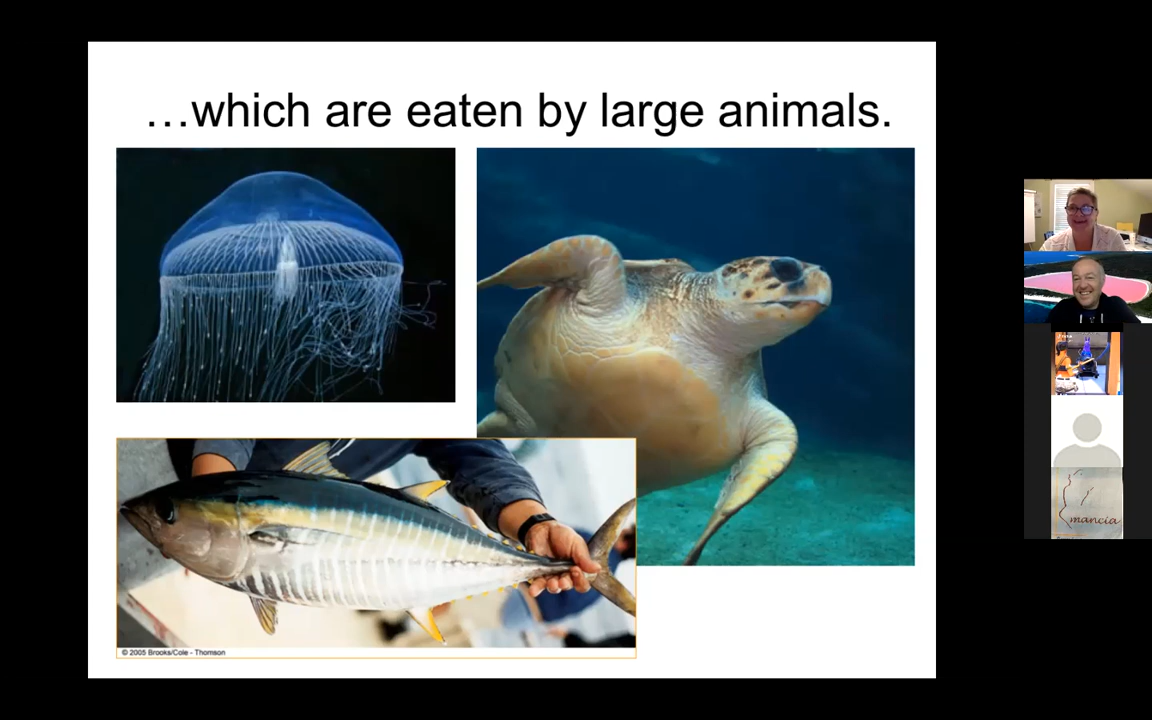 …which are eaten by large animals.
© 2005 Brooks/Cole - Thomson
mancia